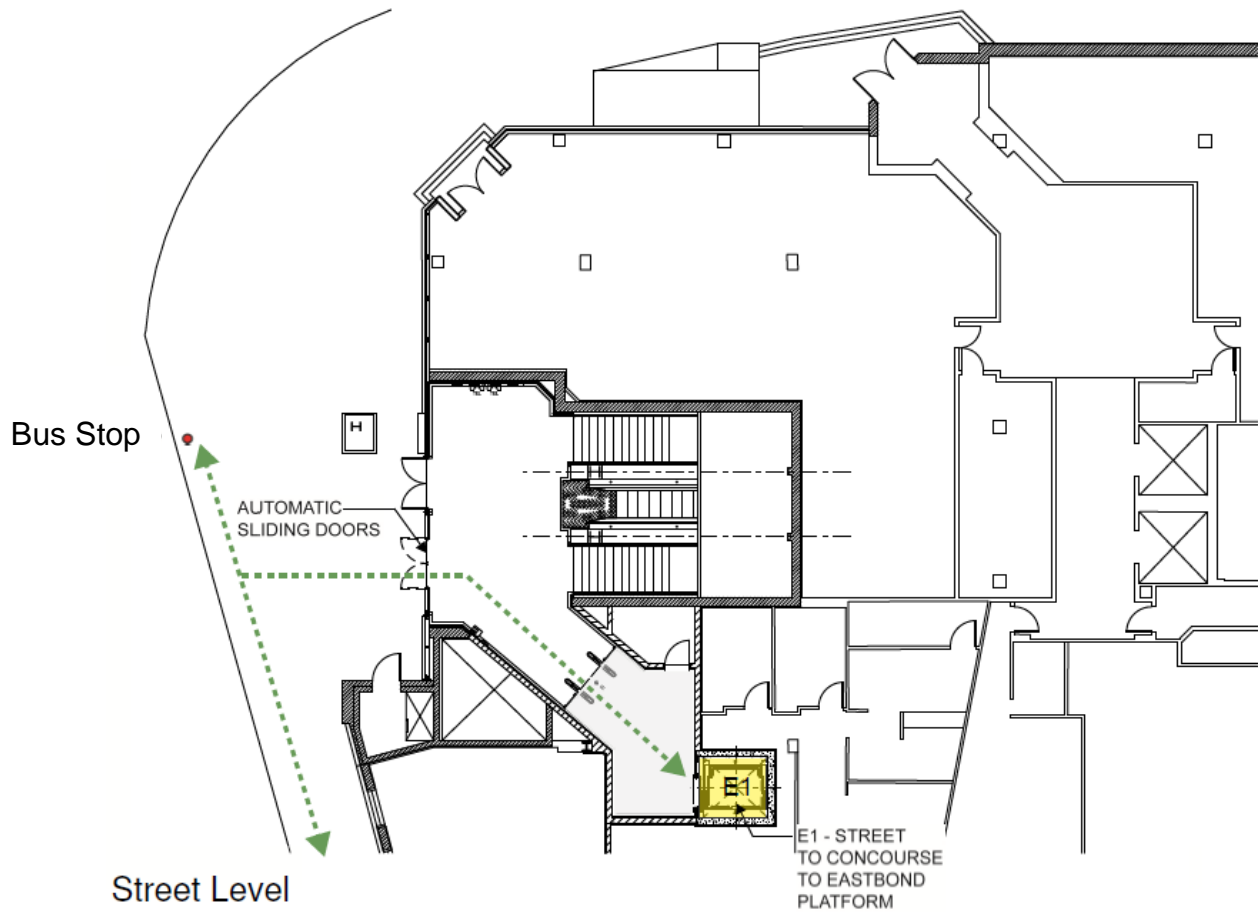 H
Bus Stop
AUTOMATIC
SLIDING DOORS
E1
E1 - STREET
TO CONCOURSE
TO EASTBOND
PLATFORM
Street Level